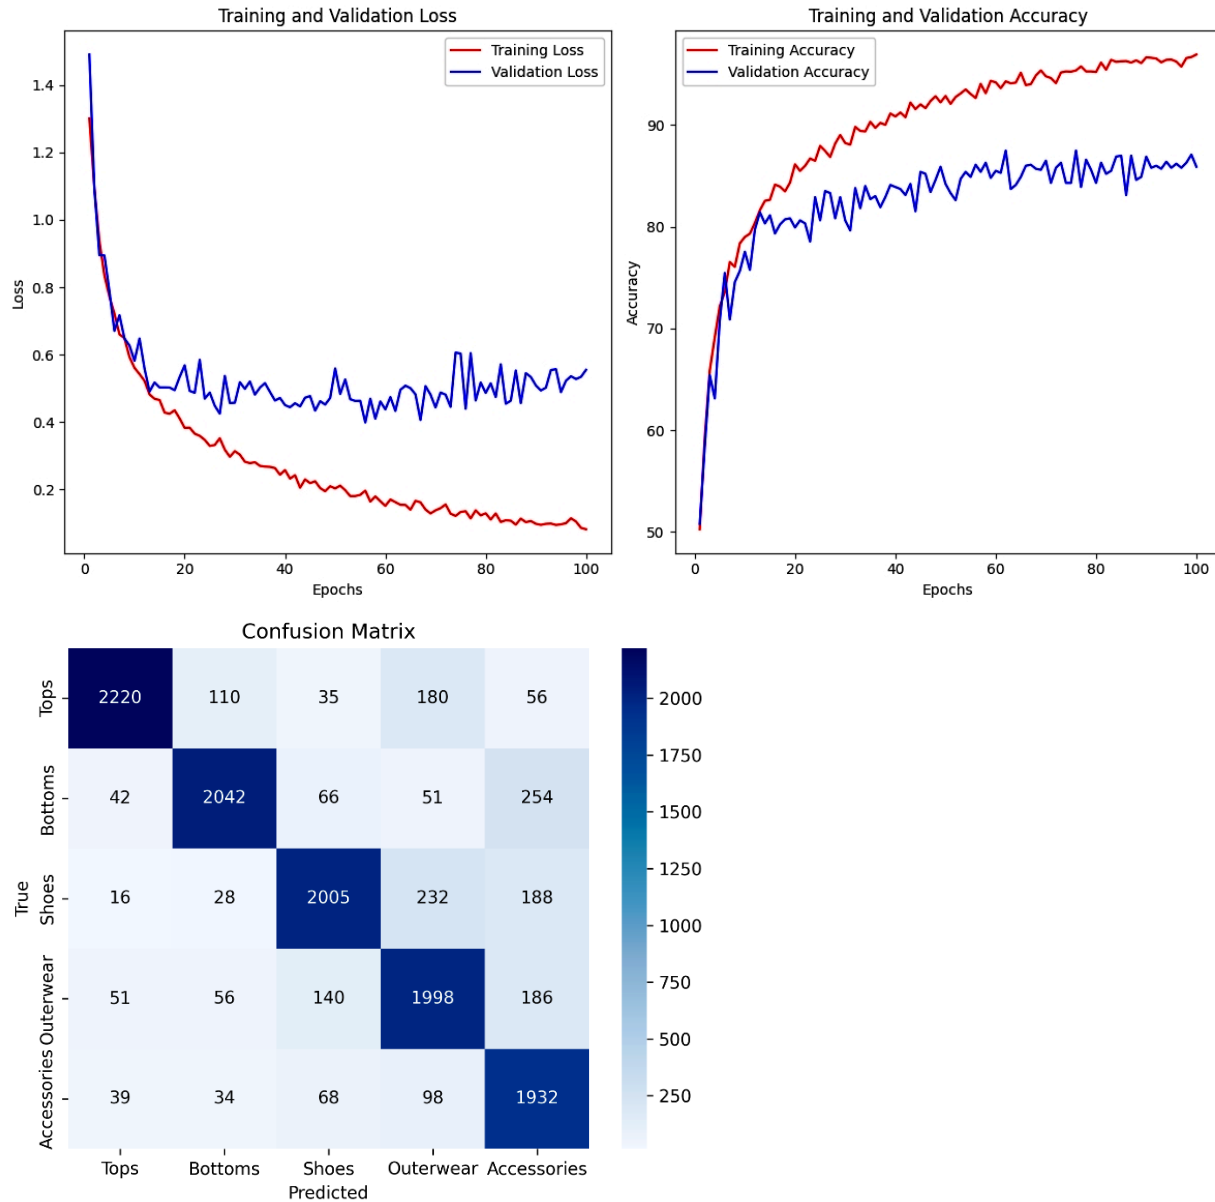 Training and Validation Loss
Training Loss
Validation Loss
1.4
1.2
1.0
0.8
0.6
0.4
0.2
Loss
0 20 40 60 80 100
Epochs
Training and Validation Accuracy
Training Accuracy
Validation Accuracy
90
80
70
60
50
Accuracy
0 20 40 60 80 100
Epochs
Confusion Matrix
Tops 2220 110 35 180 56
Bottoms 42 2042 66 51 254
Shoes 16 28 2005 232 188
Outerwear 51 56 140 1998 186
Accessories 39 34 68 98 1932
True
Tops Bottoms Shoes Outerwear Accessories
Predicted
2000
1750
1500
1250
1000
750
500
250